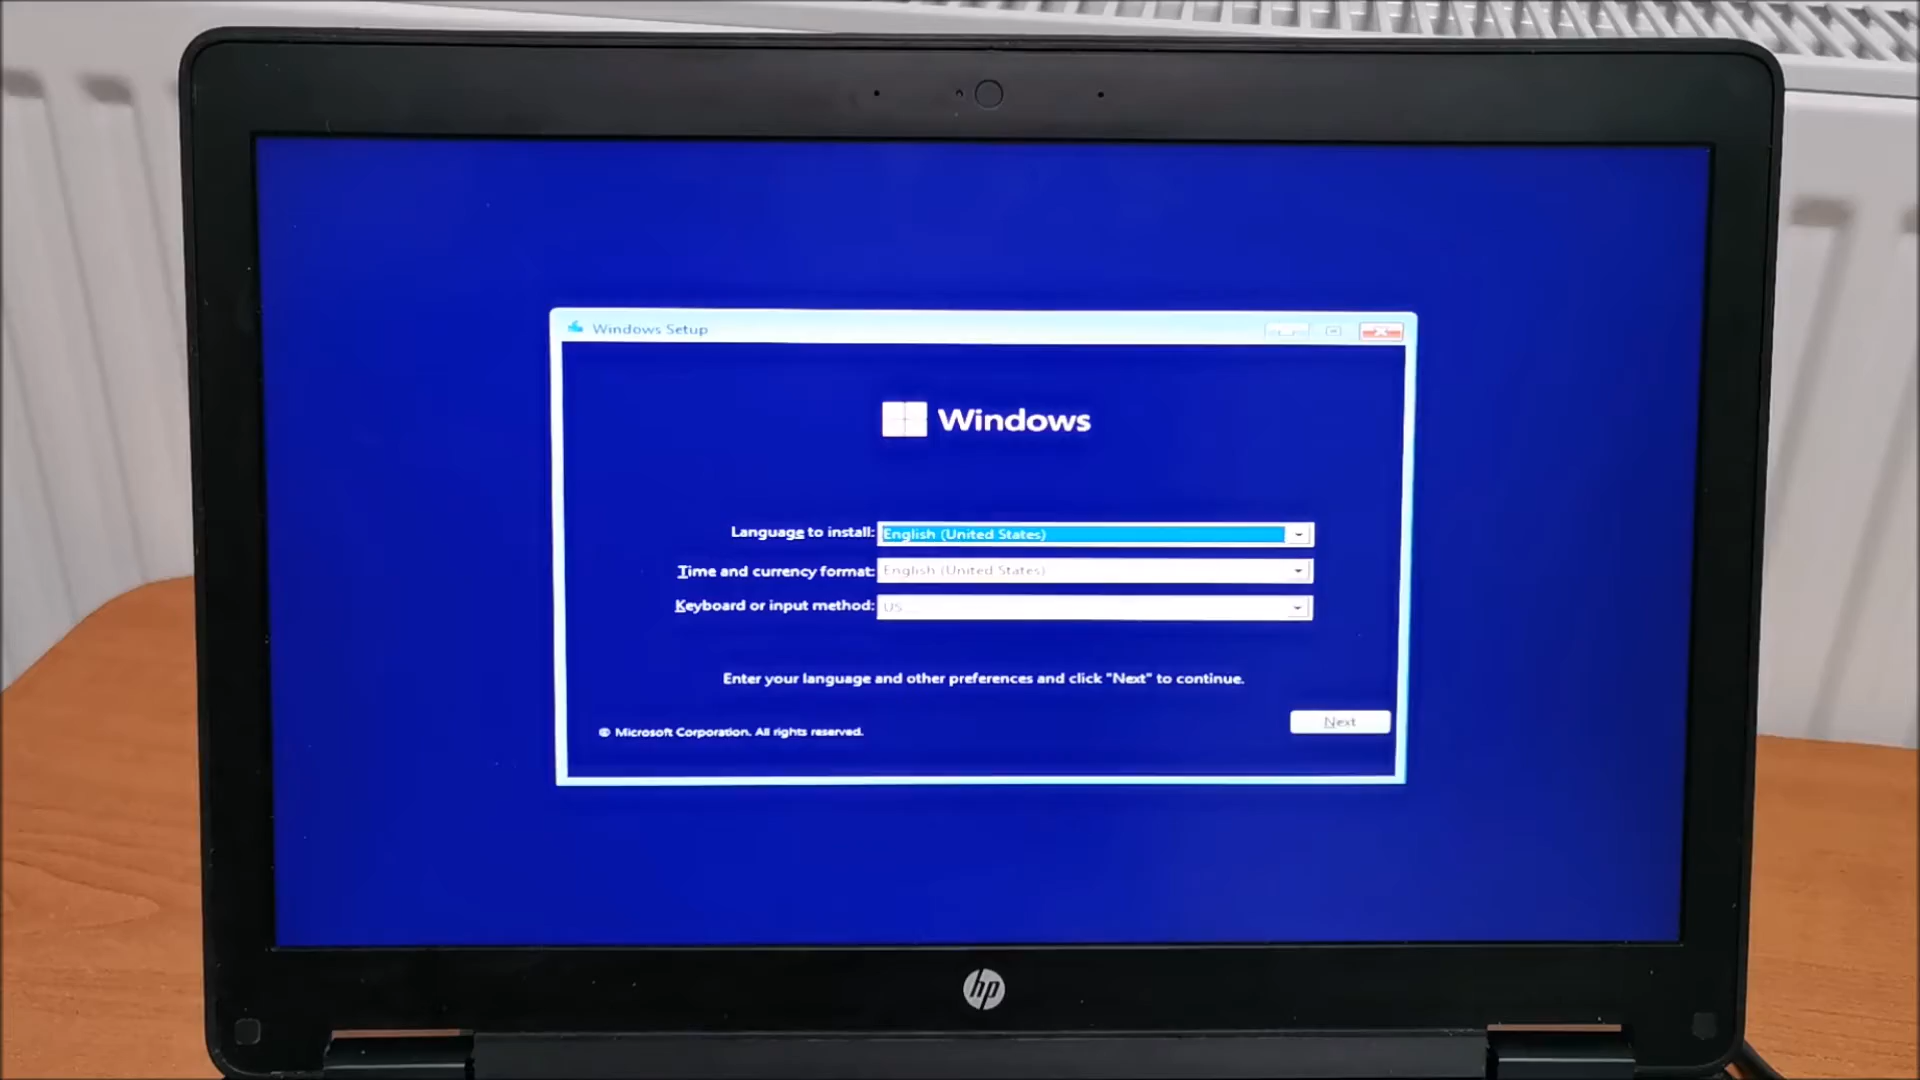 Windows Setup
Windows
Language to install: English (United States)
Time and currency format: English (United States)
Keyboard or input method: US
Enter your language and other preferences and click "Next" to continue.
Next
© Microsoft Corporation. All rights reserved.
hp